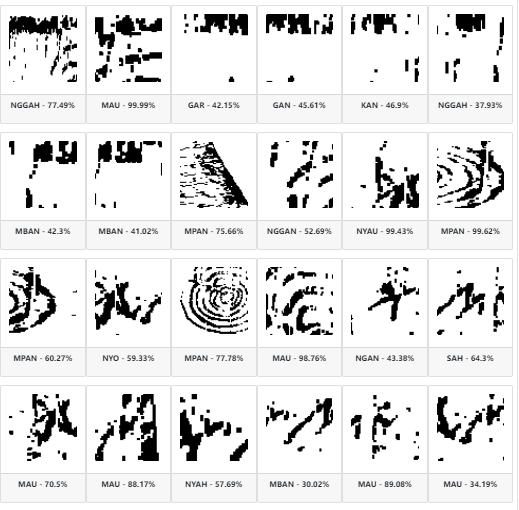 NGGAH - 77.49% MAU - 99.99% GAR - 42.15% GAN - 45.61% KAN - 46.9% NGGAH - 37.93%
MBAN - 42.3% MBAN - 41.02% MPAN - 75.66% NGGAN - 52.69% NYAU - 99.43% MPAN - 99.62%
MPAN - 60.27% NYO - 59.33% MPAN - 77.78% MAU - 98.76% NGAN - 43.38% SAH - 64.3%
MAU - 70.5% MAU - 88.17% NYAH - 57.69% MBAN - 30.02% MAU - 89.08% MAU - 34.19%